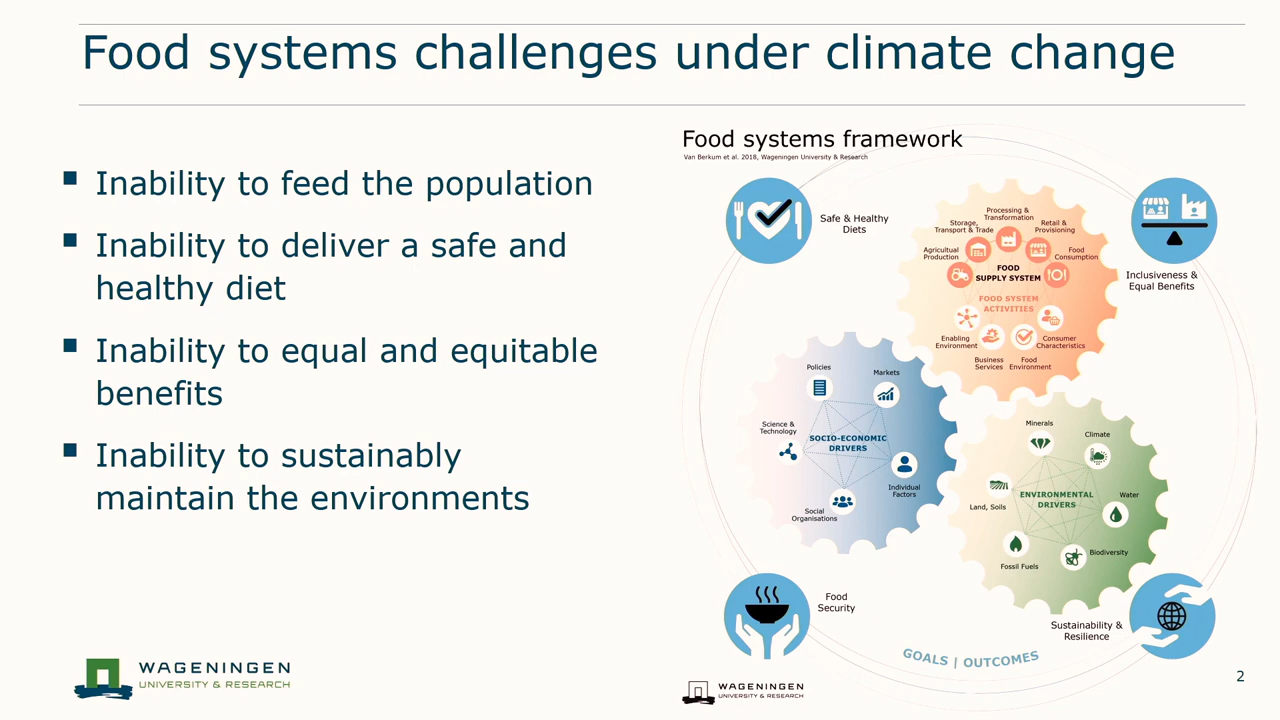 Food systems challenges under climate change
▪ Inability to feed the population
▪ Inability to deliver a safe and
healthy diet
▪ Inability to equal and equitable
benefits
▪ Inability to sustainably
maintain the environments
WAGENINGEN
UNIVERSITY & RESEARCH
Food systems framework
Van Berkum et al. 2018, Wageningen University & Research
Safe & Healthy
Diets
Inclusiveness &
Equal Benefits
Processing &
Transformation
Storage,
Transport & Trade
Retail &
Provisioning
Agricultual
Production
Food
Consumption
FOOD
SUPPLY SYSTEM
FOOD SYSTEM
ACTIVITIES
Enabling
Environment
Business
Services
Food
Environment
Consumer
Characteristics
Policies
Markets
Science &
Technology
SOCIO-ECONOMIC
DRIVERS
Individual
Factors
Social
Organisations
Minerals
Climate
Land, Soils
ENVIRONMENTAL
DRIVERS
Water
Fossil Fuels
Biodiversity
Food
Security
Sustainability &
Resilience
GOALS | OUTCOMES
WAGENINGEN
UNIVERSITY & RESEARCH
2